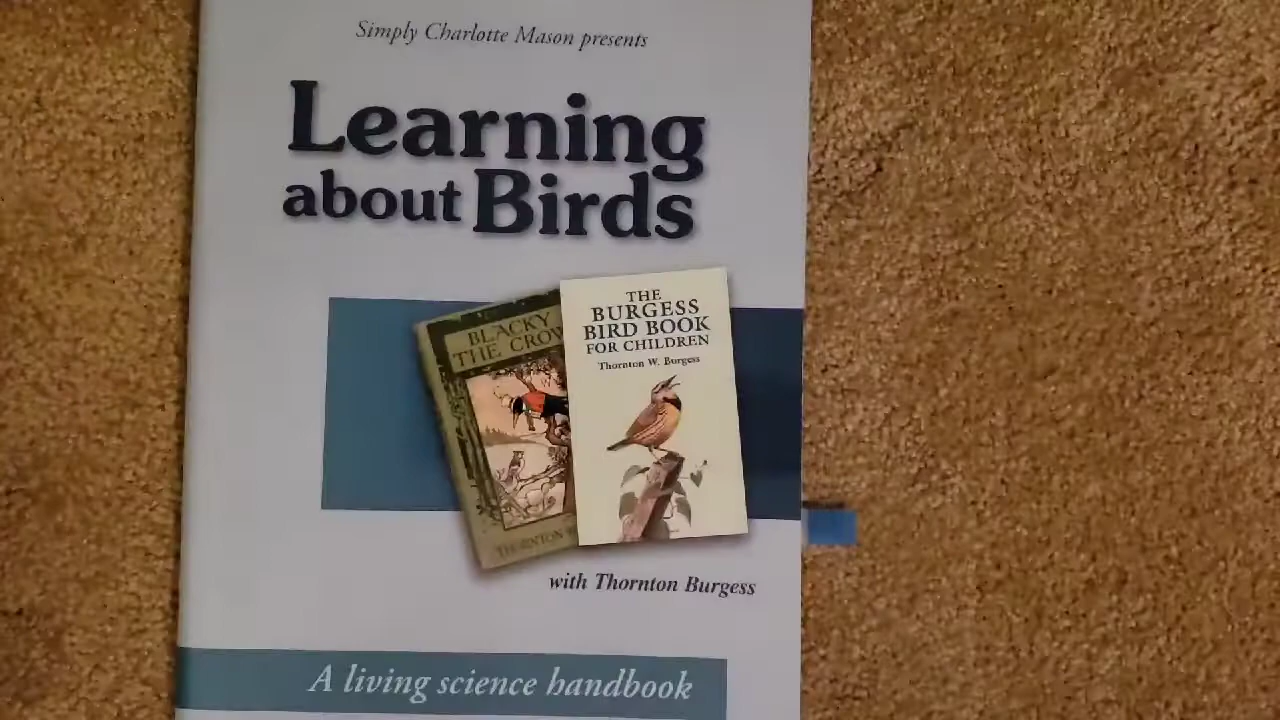 Simply Charlotte Mason presents
Learning
about Birds
BLACKY
THE CROW
THORNTON
THE
BURGESS
BIRD BOOK
FOR CHILDREN
Thornton W. Burgess
with Thornton Burgess
A living science handbook